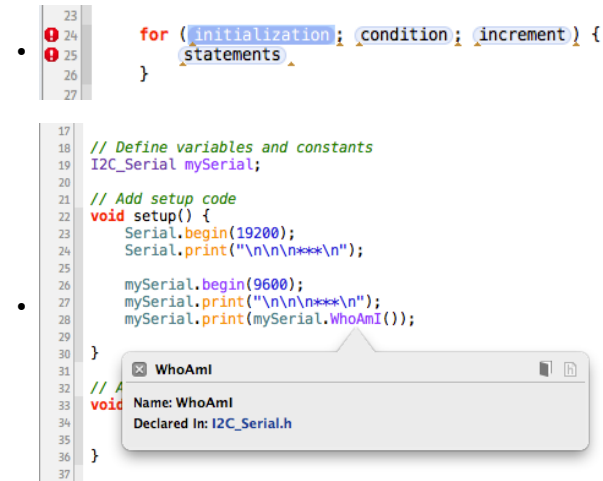 23
24 for (initialization; condition; increment) {
25 statements
26 }
27
17
18 // Define variables and constants
19 I2C_Serial mySerial;
20
21 // Add setup code
22 void setup() {
23 Serial.begin(19200);
24 Serial.print("\n\n\n***\n");
25
26 mySerial.begin(9600);
27 mySerial.print("\n\n\n***\n");
28 mySerial.print(mySerial.WhoAmI());
29
30 }
31 WhoAmI h
32 // A
33 void Name: WhoAmI
34 Declared In: I2C_Serial.h
35
36 }
37